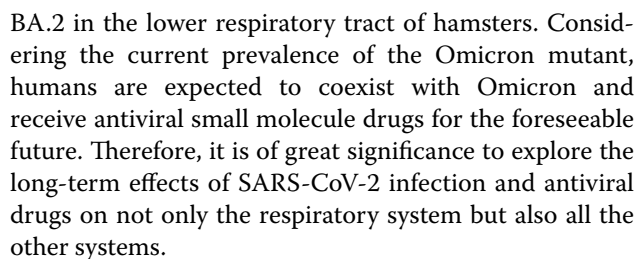 BA.2 in the lower respiratory tract of hamsters. Consid-
ering the current prevalence of the Omicron mutant,
humans are expected to coexist with Omicron and
receive antiviral small molecule drugs for the foreseeable
future. Therefore, it is of great significance to explore the
long-term effects of SARS-CoV-2 infection and antiviral
drugs on not only the respiratory system but also all the
other systems.